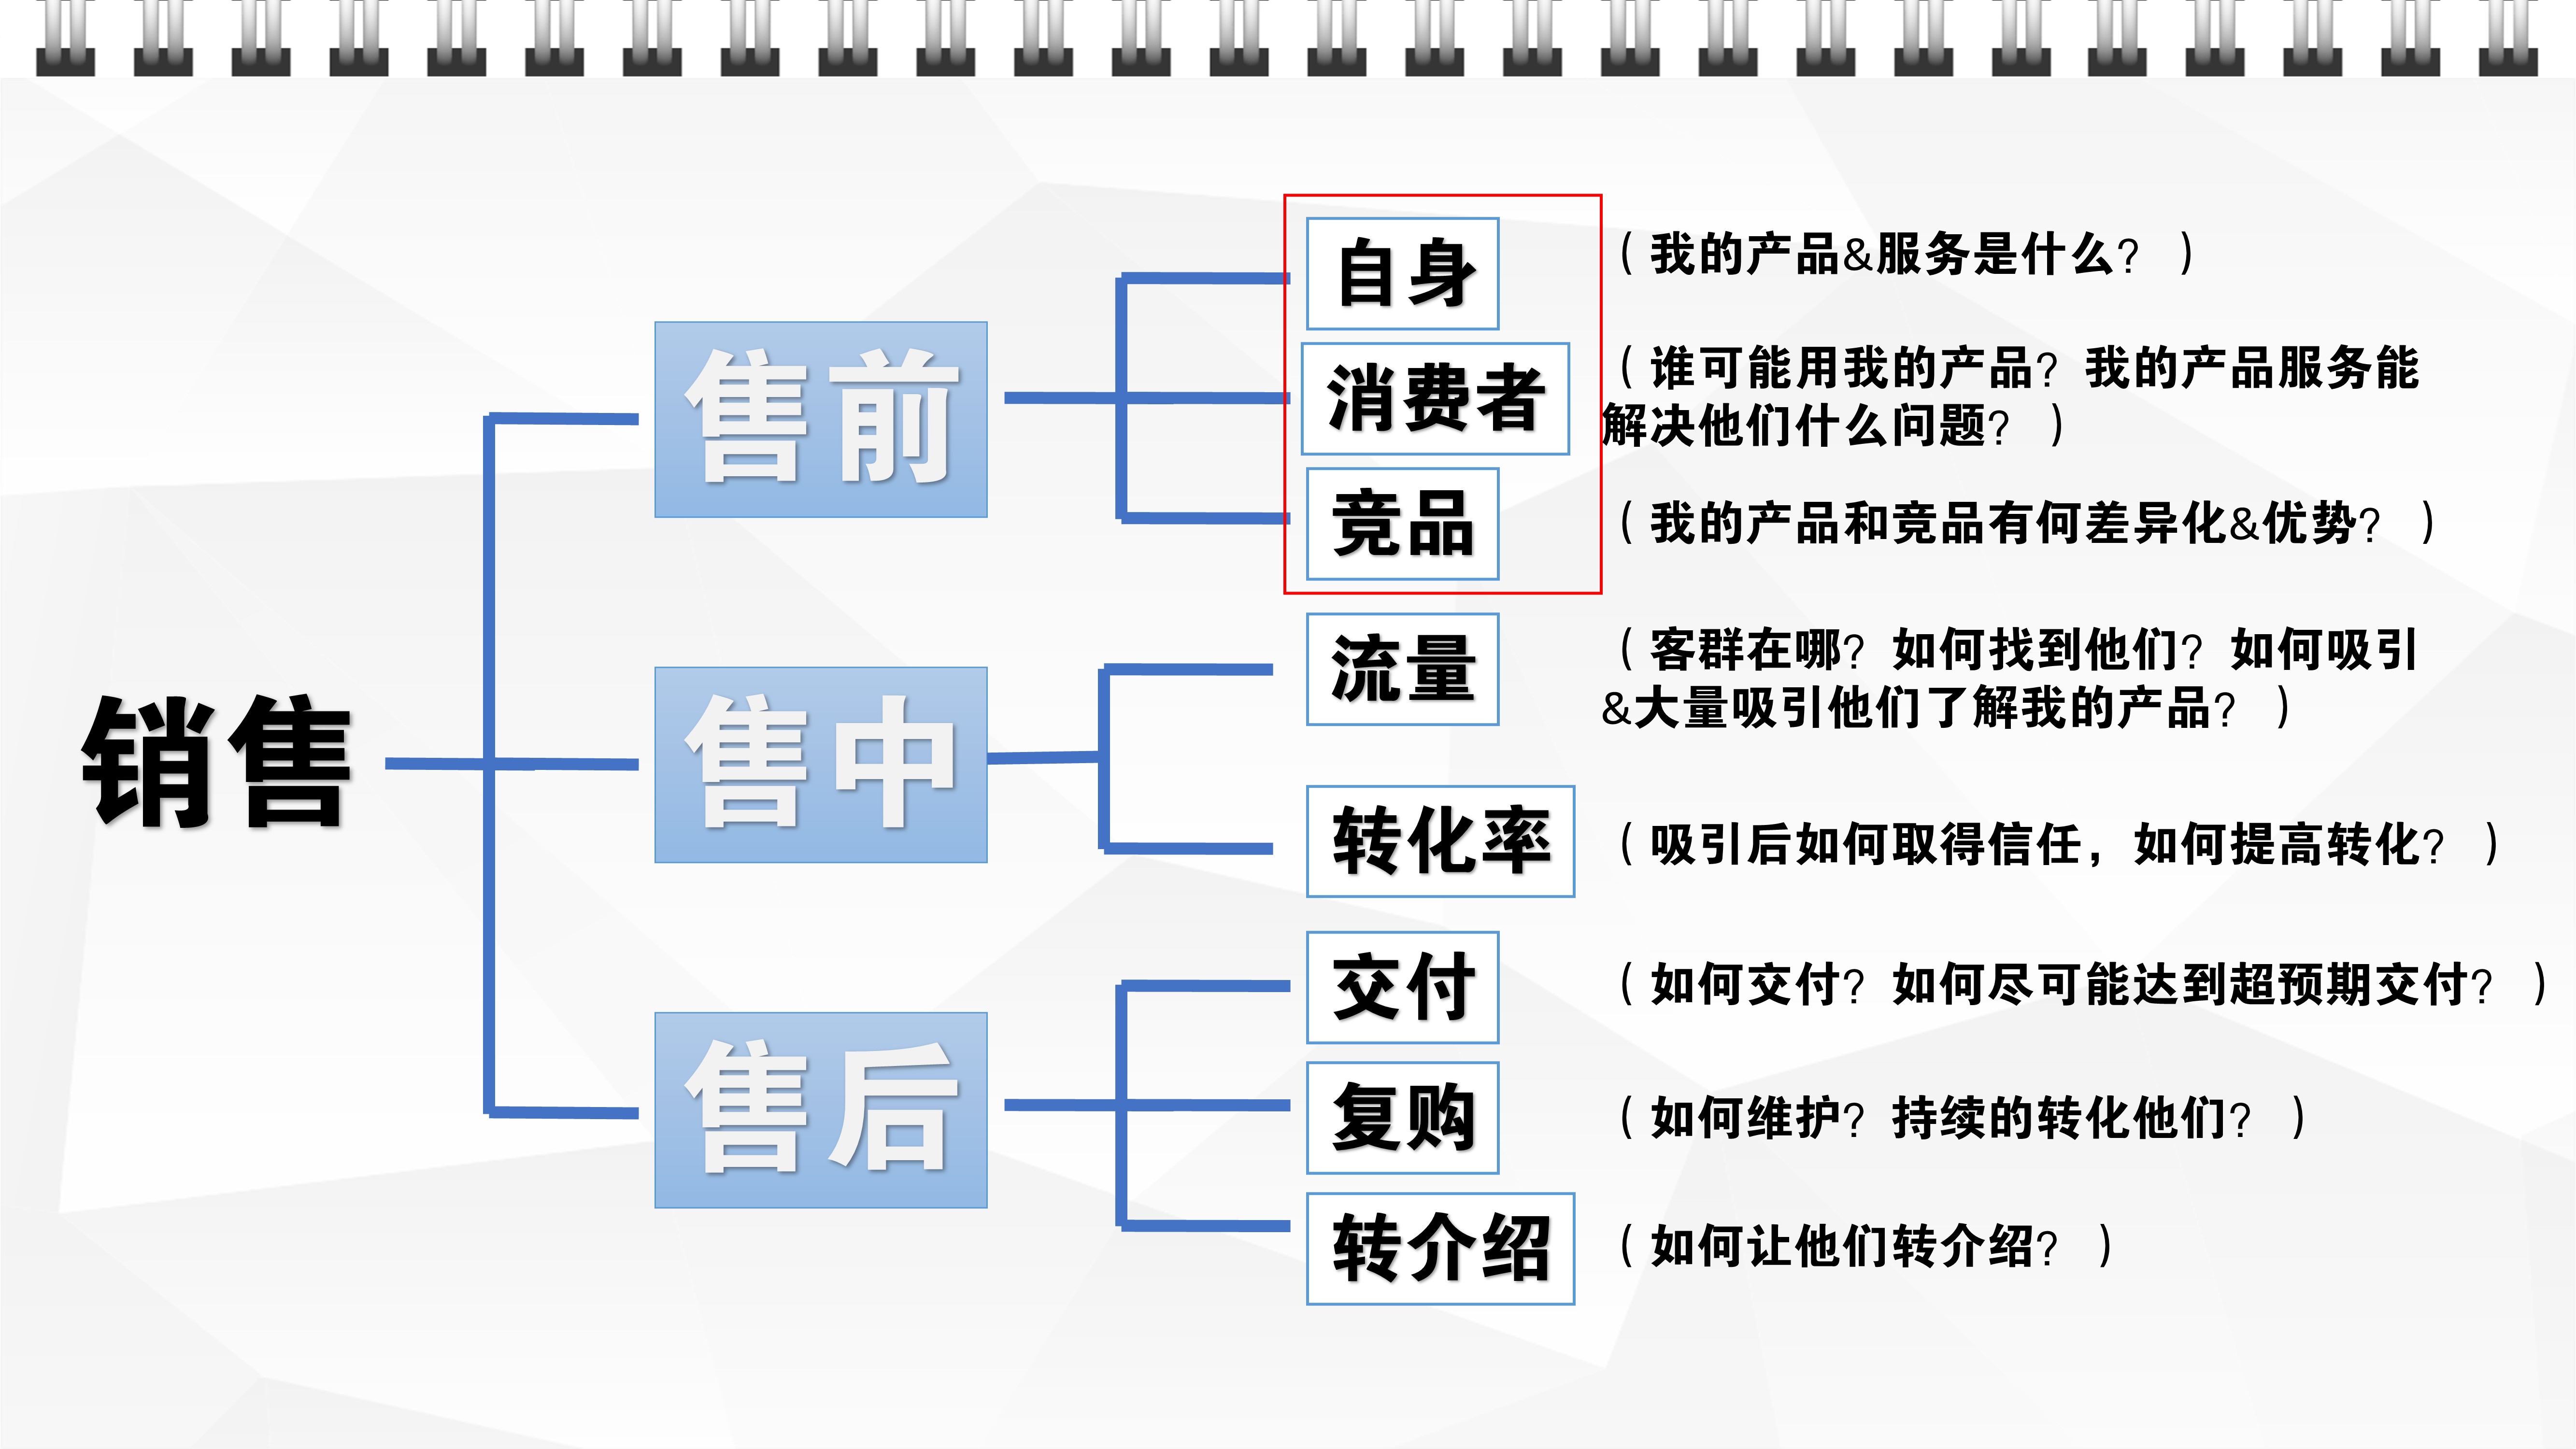 销售
售前
自身
（我的产品&服务是什么？）
消费者
（谁可能用我的产品？我的产品服务能
解决他们什么问题？）
竞品
（我的产品和竞品有何差异化&优势？）
售中
流量
（客群在哪？如何找到他们？如何吸引
&大量吸引他们了解我的产品？）
转化率
（吸引后如何取得信任，如何提高转化？）
售后
交付
（如何交付？如何尽可能达到超预期交付？）
复购
（如何维护？持续的转化他们？）
转介绍
（如何让他们转介绍？）